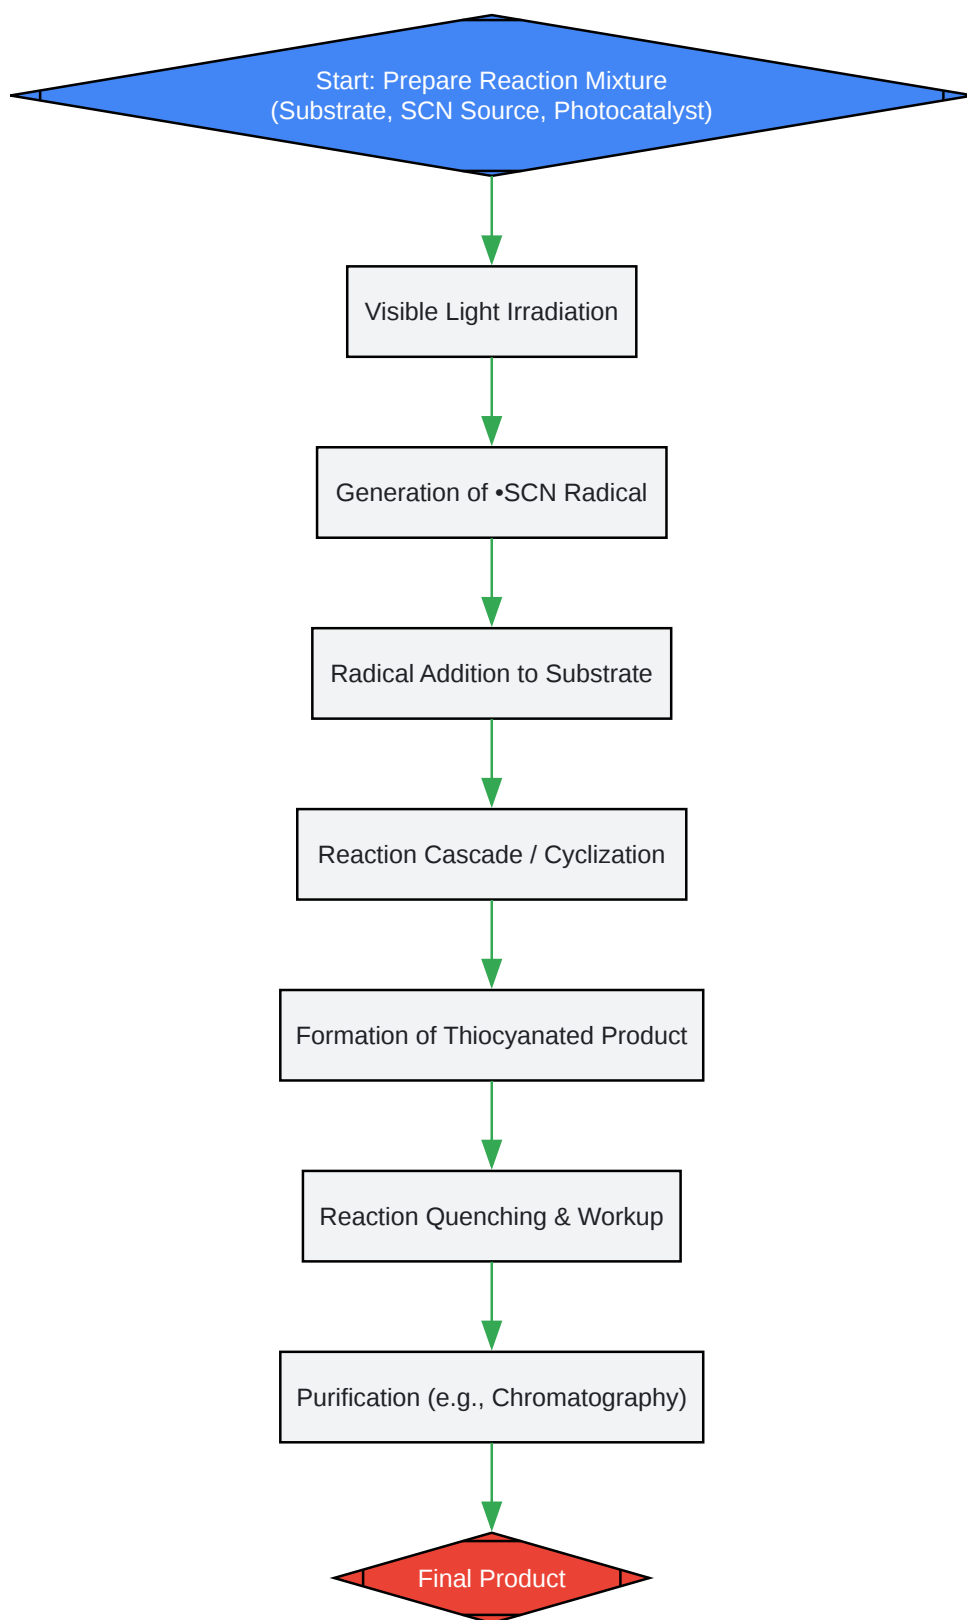 Start: Prepare Reaction Mixture
(Substrate, SCN Source, Photocatalyst)
Visible Light Irradiation
Generation of •SCN Radical
Radical Addition to Substrate
Reaction Cascade / Cyclization
Formation of Thiocyanated Product
Reaction Quenching & Workup
Purification (e.g., Chromatography)
Final Product